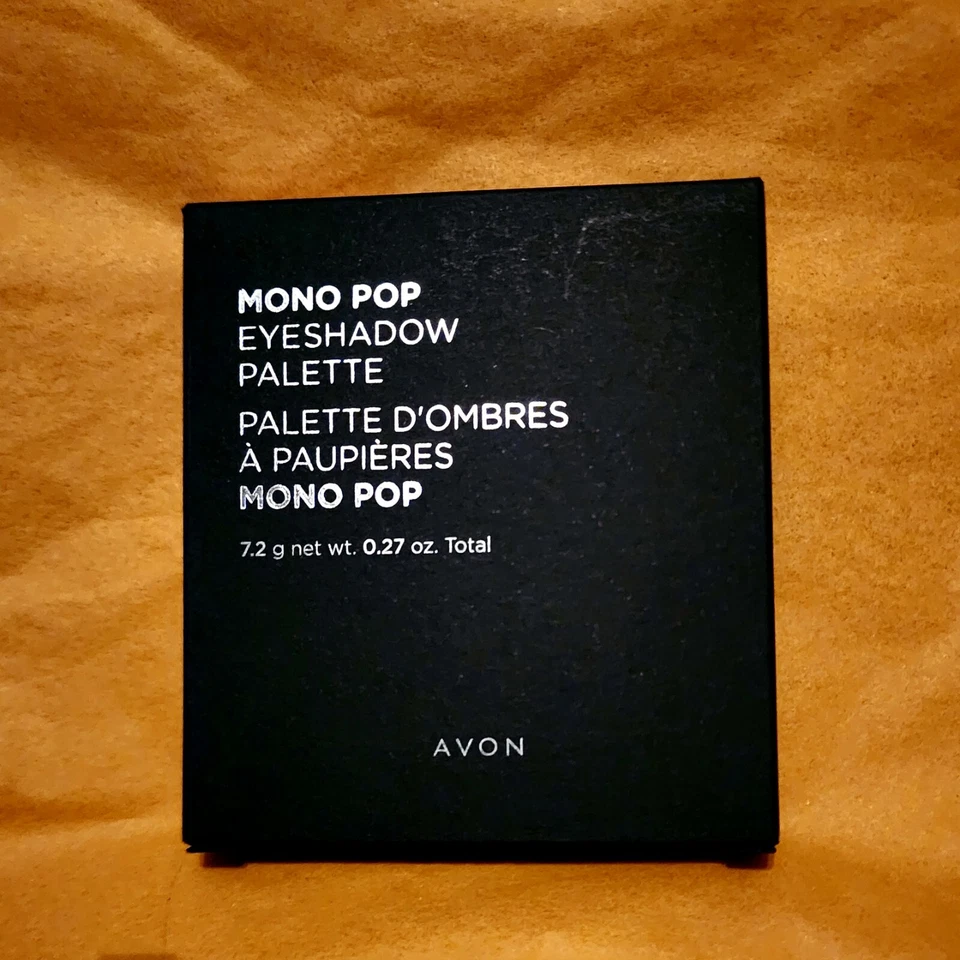 MONO POP
EYESHADOW
PALETTE
PALETTE D'OMBRES
À PAUPIÈRES
MONO POP
7.2 g net wt. 0.27 oz. Total
AVON